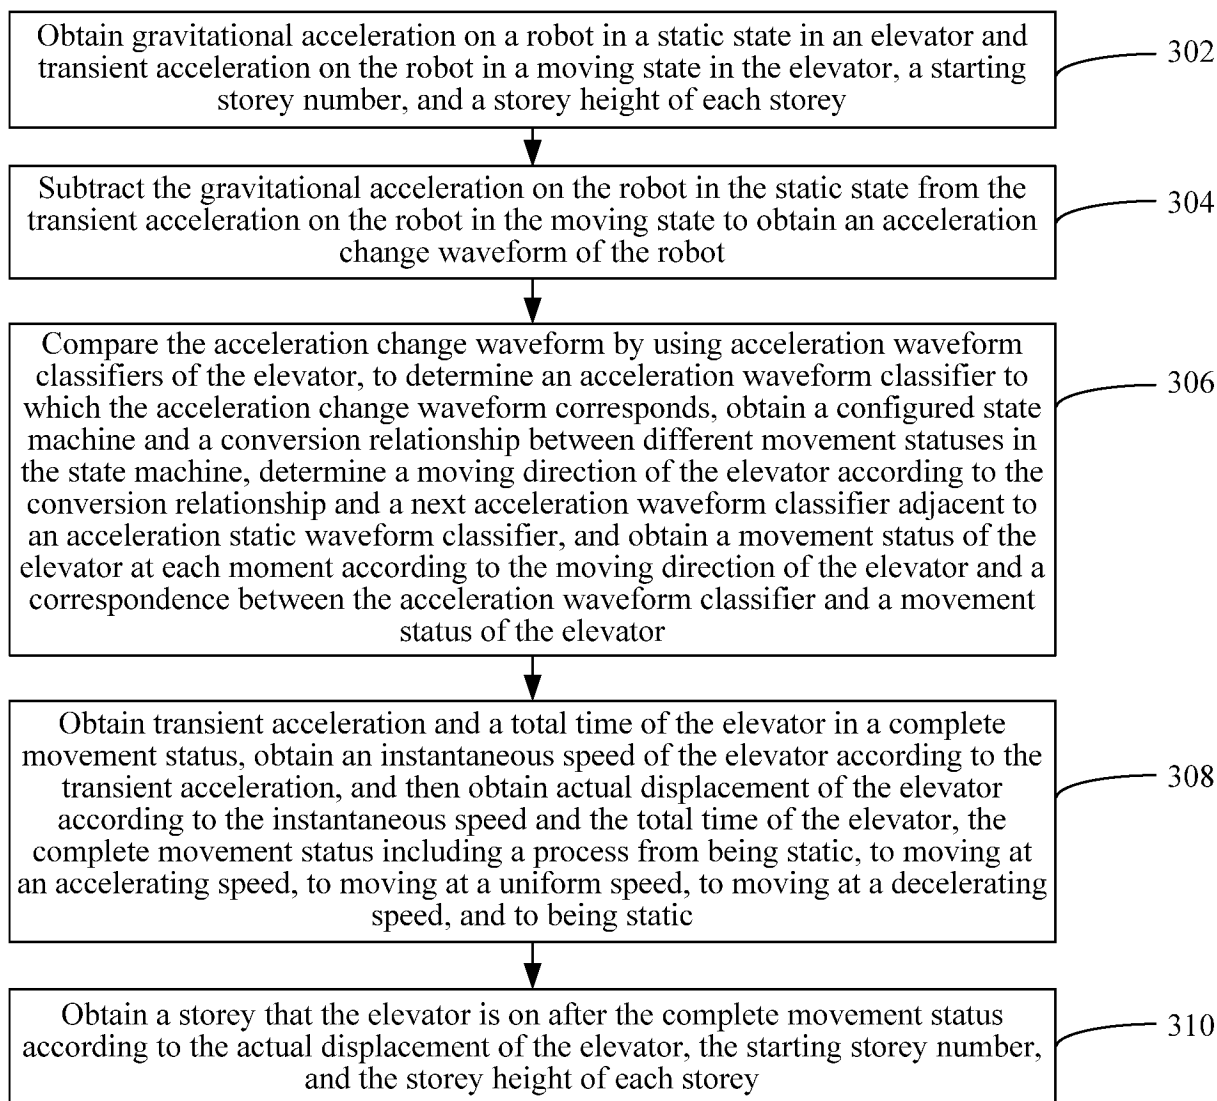 Obtain gravitational acceleration on a robot in a static state in an elevator and
transient acceleration on the robot in a moving state in the elevator, a starting
storey number, and a storey height of each storey
302
Subtract the gravitational acceleration on the robot in the static state from the
transient acceleration on the robot in the moving state to obtain an acceleration
change waveform of the robot
304
Compare the acceleration change waveform by using acceleration waveform
classifiers of the elevator, to determine an acceleration waveform classifier to
which the acceleration change waveform corresponds, obtain a configured state
machine and a conversion relationship between different movement statuses in
the state machine, determine a moving direction of the elevator according to the
conversion relationship and a next acceleration waveform classifier adjacent to
an acceleration static waveform classifier, and obtain a movement status of the
elevator at each moment according to the moving direction of the elevator and a
correspondence between the acceleration waveform classifier and a movement
status of the elevator
306
Obtain transient acceleration and a total time of the elevator in a complete
movement status, obtain an instantaneous speed of the elevator according to the
transient acceleration, and then obtain actual displacement of the elevator
according to the instantaneous speed and the total time of the elevator, the
complete movement status including a process from being static, to moving at
an accelerating speed, to moving at a uniform speed, to moving at a decelerating
speed, and to being static
308
Obtain a storey that the elevator is on after the complete movement status
according to the actual displacement of the elevator, the starting storey number,
and the storey height of each storey
310